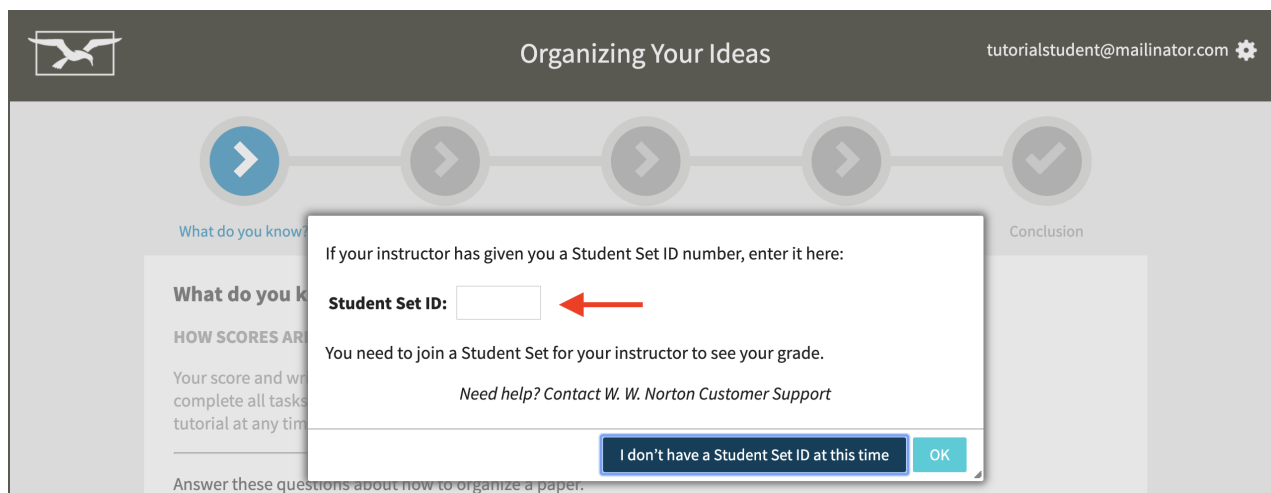 Organizing Your Ideas
tutorialstudent@mailinator.com
What do you know?
Conclusion
If your instructor has given you a Student Set ID number, enter it here:
Student Set ID:
You need to join a Student Set for your instructor to see your grade.
Need help? Contact W. W. Norton Customer Support
I don't have a Student Set ID at this time
OK
What do you k
HOW SCORES AR
Your score and wr
complete all tasks
tutorial at any tim
Answer these questions about how to organize a paper.